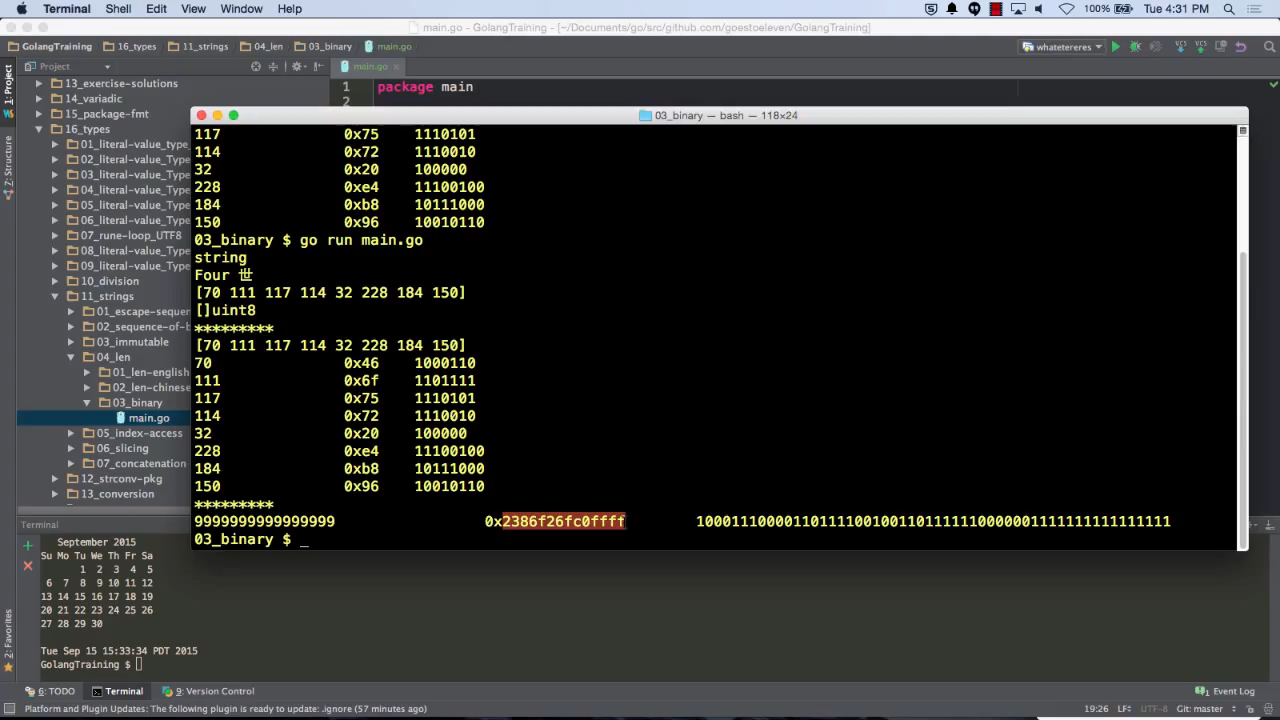 Terminal Shell Edit View Window Help 100% Tue 4:31 PM
main.go - GolangTraining - [~/Documents/go/src/github.com/goestoeleven/GolangTraining]
GolangTraining 16_types 11_strings 04_len 03_binary main.go whatetereres
Project main.go
1: Project
Z: Structure
2: Favorites
13_exercise-solutions
14_variadic
15_package-fmt
16_types
01_literal-value_type_
02_literal-value_Type
03_literal-value_Type
04_literal-value_Type
05_literal-value_Type
06_literal-value_Type
07_rune-loop_UTF8
08_literal-value_Type
09_literal-value_Type
10_division
11_strings
01_escape-sequence
02_sequence-of-b
03_immutable
04_len
01_len-english
02_len-chinese
03_binary
main.go
05_index-access
06_slicing
07_concatenation
12_strconv-pkg
13_conversion
1 package main
2
03_binary — bash — 118×24
117 0x75 1110101
114 0x72 1110010
32 0x20 100000
228 0xe4 11100100
184 0xb8 10111000
150 0x96 10010110
03_binary $ go run main.go
string
Four 世
[70 111 117 114 32 228 184 150]
[]uint8
*********
[70 111 117 114 32 228 184 150]
70 0x46 1000110
111 0x6f 1101111
117 0x75 1110101
114 0x72 1110010
32 0x20 100000
228 0xe4 11100100
184 0xb8 10111000
150 0x96 10010110
*********
9999999999999999 0x2386f26fc0ffff 100011100001101111001001101111110000001111111111111111
03_binary $ _
Terminal
September 2015
Su Mo Tu We Th Fr Sa
1 2 3 4 5
6 7 8 9 10 11 12
13 14 15 16 17 18 19
20 21 22 23 24 25 26
27 28 29 30
Tue Sep 15 15:33:34 PDT 2015
GolangTraining $
6: TODO Terminal 9: Version Control 1 Event Log
Platform and Plugin Updates: The following plugin is ready to update: .ignore (57 minutes ago) 19:26 LF UTF-8 Git: master